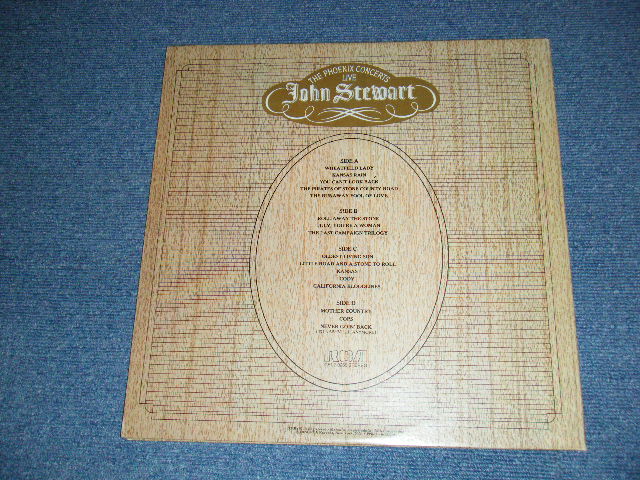 THE PHOENIX CONCERTS
LIVE
John Stewart
SIDE A
WHEATFIELD LADY
KANSAS RAIN
YOU CAN'T LOOK BACK
THE PIRATES OF STONE COUNTY ROAD
THE RUNAWAY FOOL OF LOVE
SIDE B
ROLL AWAY THE STONE
JULY, YOU'RE A WOMAN
THE LAST CAMPAIGN TRILOGY
SIDE C
OLDEST LIVING SON
LITTLE ROAD AND A STONE TO ROLL
KANSAS
CODY
CALIFORNIA BLOODLINES
SIDE D
MOTHER COUNTRY
COPS
NEVER GOIN' BACK
RCA